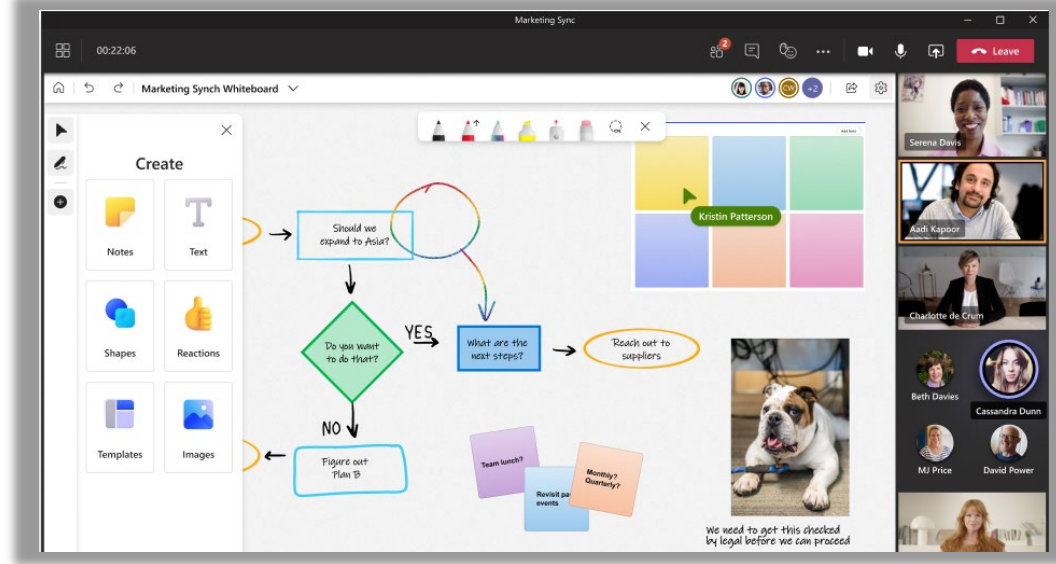 Marketing Sync
00:22:06
2
Leave
Marketing Synch Whiteboard
CW
+2
Create
Notes
Text
Shapes
Reactions
Templates
Images
Should we
expand to Asia?
Do you want
to do that?
YES
What are the
next steps?
Reach out to
suppliers
NO
Figure out
Plan B
Kristin Patterson
Team lunch?
Revisit pa
events
Monthly?
Quarterly?
We need to get this checked
by legal before we can proceed
Serena Davis
Aadi Kapoor
Charlotte de Crum
Beth Davies
Cassandra Dunn
MJ Price
David Power